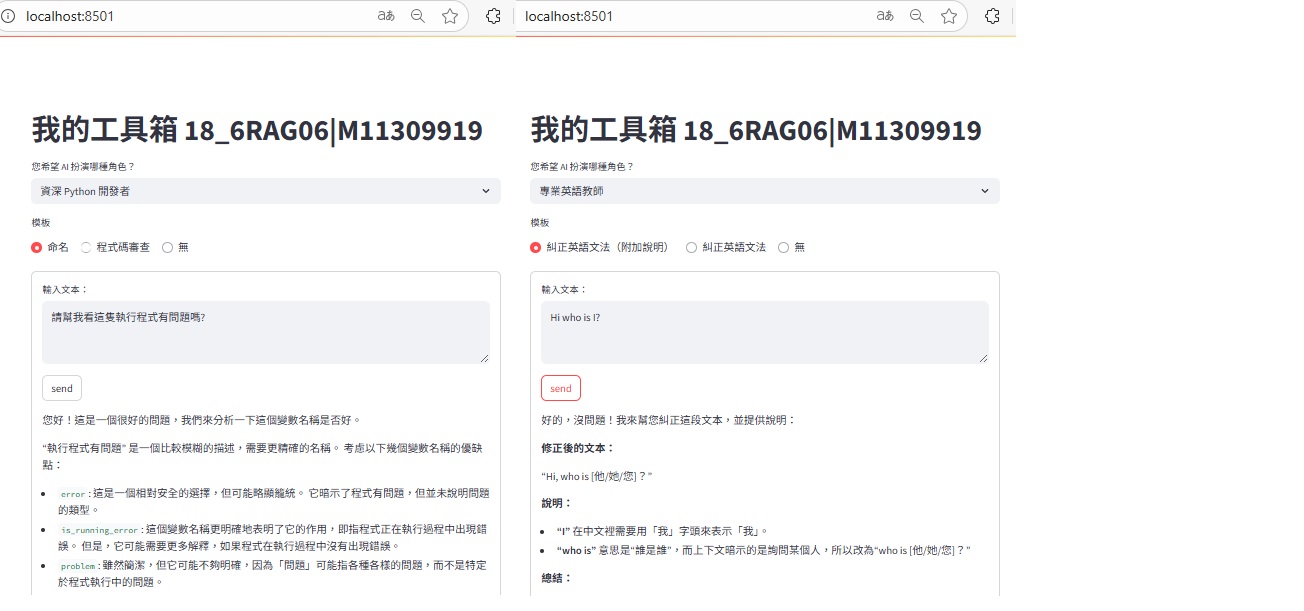 localhost:8501
我的工具箱 18_6RAG06|M11309919
您希望 AI 扮演哪種角色？
資深 Python 開發者
模板
命名 程式碼審查 無
輸入文本：
請幫我看這隻執行程式有問題嗎?
send
您好！這是一個很好的問題，我們來分析一下這個變數名稱是否好。
“執行程式有問題” 是一個比較模糊的描述，需要更精確的名稱。 考慮以下幾個變數名稱的優缺
點：
error : 這是一個相對安全的選擇，但可能略顯籠統。 它暗示了程式有問題，但並未說明問題
的類型。
is_running_error : 這個變數名稱更明確地表明了它的作用，即指程式正在執行過程中出現錯
誤。 但是，它可能需要更多解釋，如果程式在執行過程中沒有出現錯誤。
problem : 雖然簡潔，但它可能不夠明確，因為「問題」可能指各種各樣的問題，而不是特定
於程式執行中的問題。
localhost:8501
我的工具箱 18_6RAG06|M11309919
您希望 AI 扮演哪種角色？
專業英語教師
模板
糾正英語文法（附加說明） 糾正英語文法 無
輸入文本：
Hi who is I?
send
好的，沒問題！我來幫您糾正這段文本，並提供說明：
修正後的文本：
“Hi, who is [他/她/您]？”
說明：
“I” 在中文裡需要用「我」字頭來表示「我」。
“who is” 意思是“誰是誰”，而上下文暗示的是詢問某個人，所以改為“who is [他/她/您]？”
總結：